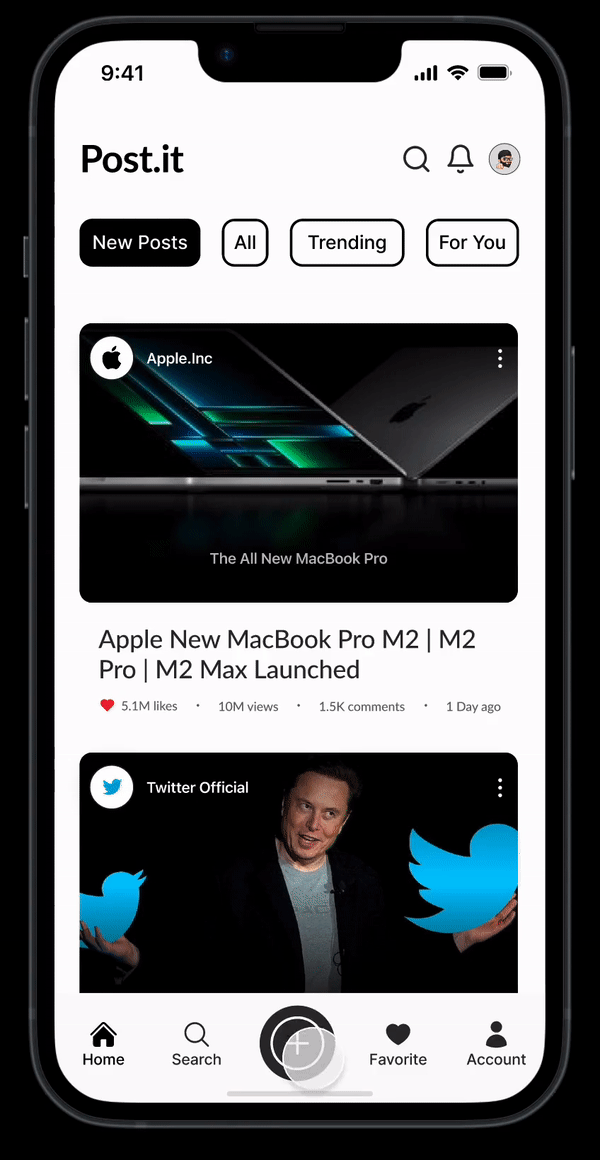 9:41
Post.it
New Posts
All
Trending
For You
Apple.Inc
The All New MacBook Pro
Apple New MacBook Pro M2 | M2
Pro | M2 Max Launched
5.1M likes • 10M views • 1.5K comments • 1 Day ago
Twitter Official
Home
Search
Favorite
Account